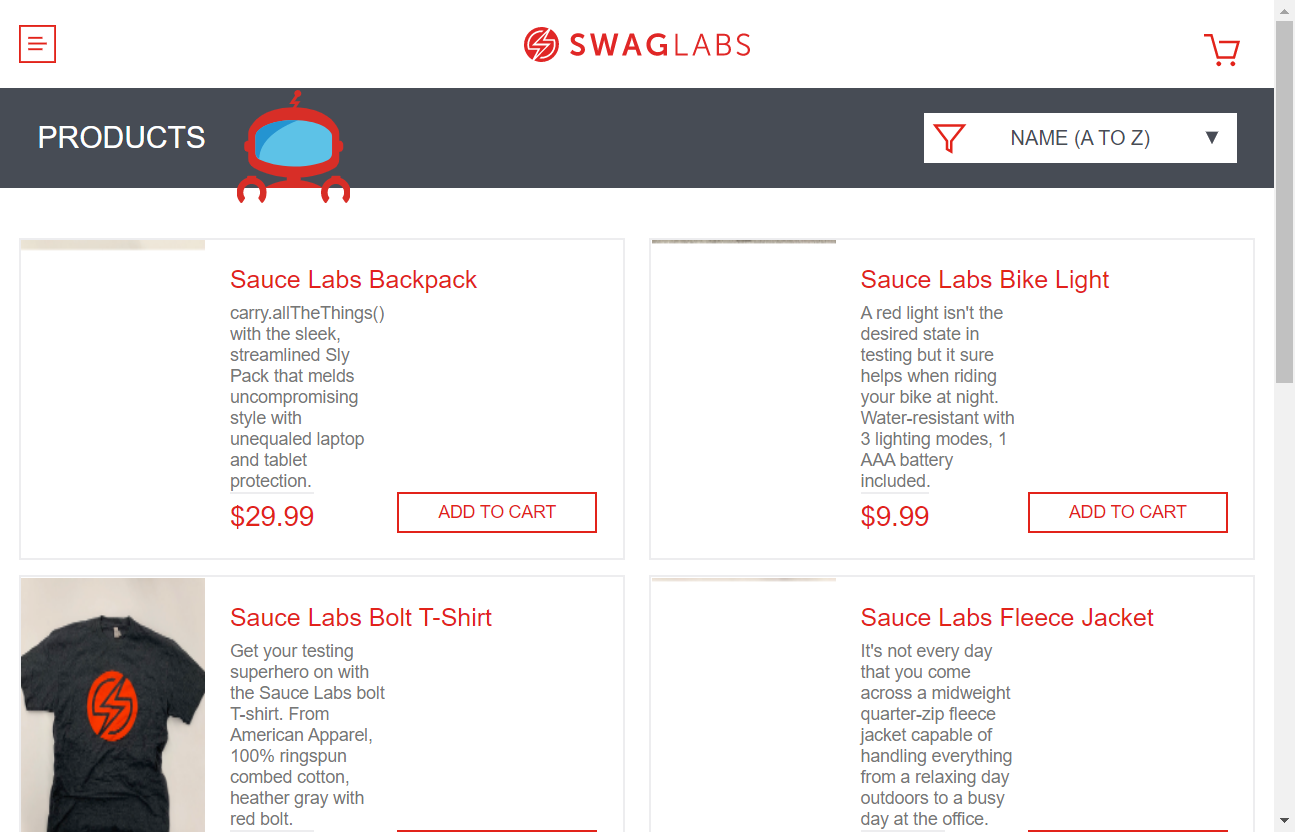 SWAGLABS
PRODUCTS
NAME (A TO Z)
Sauce Labs Backpack
carry.allTheThings()
with the sleek,
streamlined Sly
Pack that melds
uncompromising
style with
unequaled laptop
and tablet
protection.
$29.99
ADD TO CART
Sauce Labs Bike Light
A red light isn't the
desired state in
testing but it sure
helps when riding
your bike at night.
Water-resistant with
3 lighting modes, 1
AAA battery
included.
$9.99
ADD TO CART
Sauce Labs Bolt T-Shirt
Get your testing
superhero on with
the Sauce Labs bolt
T-shirt. From
American Apparel,
100% ringspun
combed cotton,
heather gray with
red bolt.
Sauce Labs Fleece Jacket
It's not every day
that you come
across a midweight
quarter-zip fleece
jacket capable of
handling everything
from a relaxing day
outdoors to a busy
day at the office.